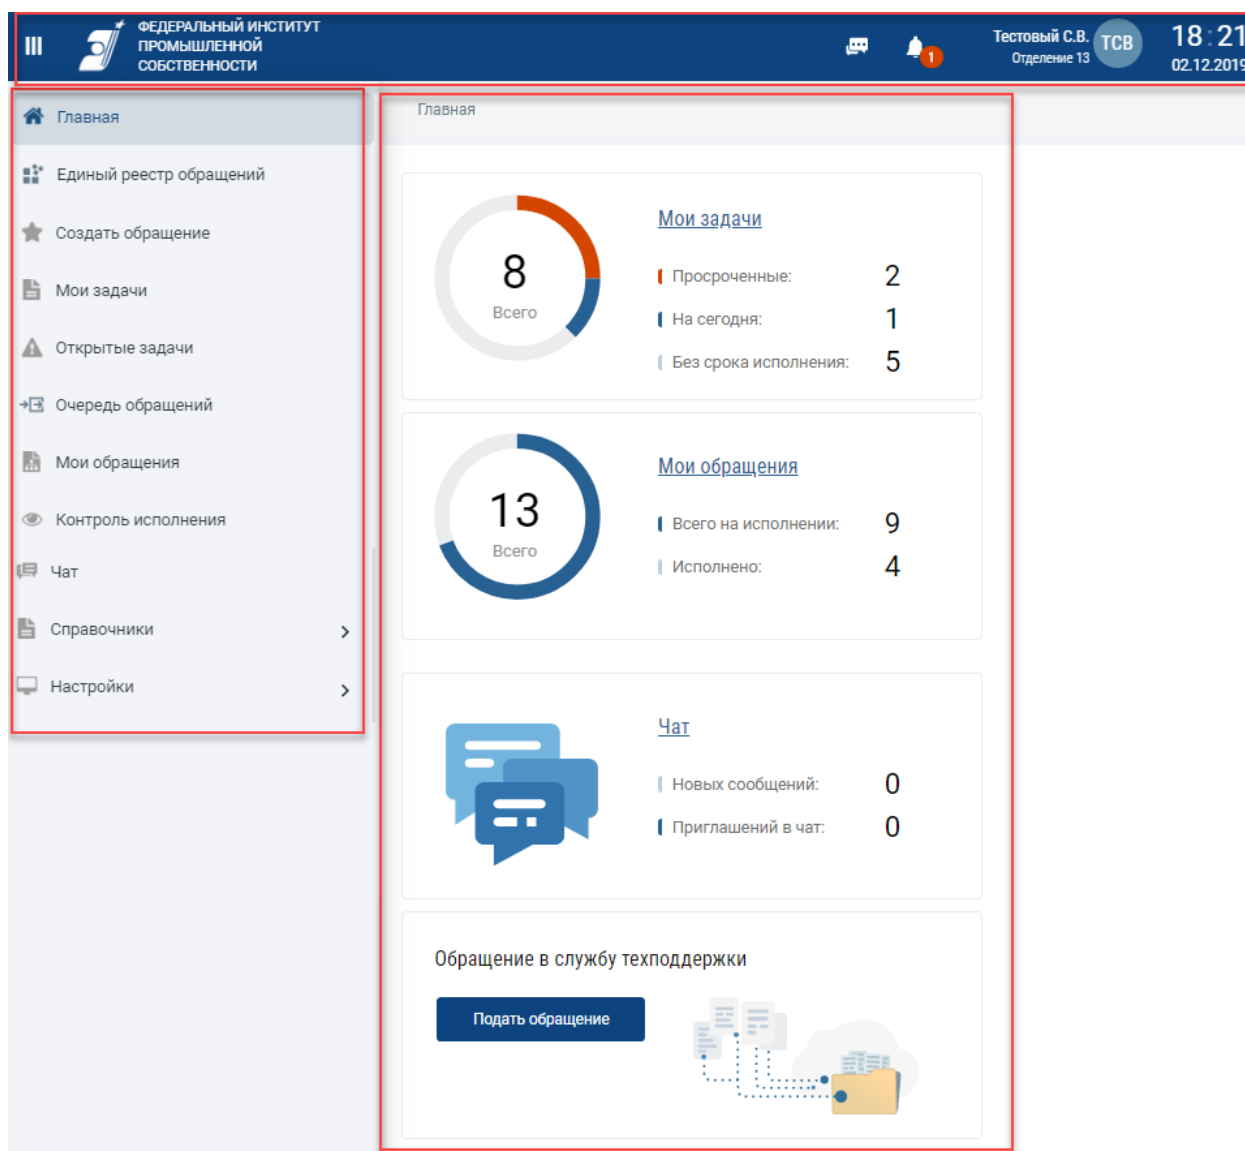 ФЕДЕРАЛЬНЫЙ ИНСТИТУТ
ПРОМЫШЛЕННОЙ
СОБСТВЕННОСТИ
1
Тестовый С.В.
Отделение 13
ТСВ
18:21
02.12.2019
Главная
Единый реестр обращений
Создать обращение
Мои задачи
Открытые задачи
Очередь обращений
Мои обращения
Контроль исполнения
Чат
Справочники
Настройки
Главная
8
Всего
Мои задачи
Просроченные: 2
На сегодня: 1
Без срока исполнения: 5
13
Всего
Мои обращения
Всего на исполнении: 9
Исполнено: 4
Чат
Новых сообщений: 0
Приглашений в чат: 0
Обращение в службу техподдержки
Подать обращение